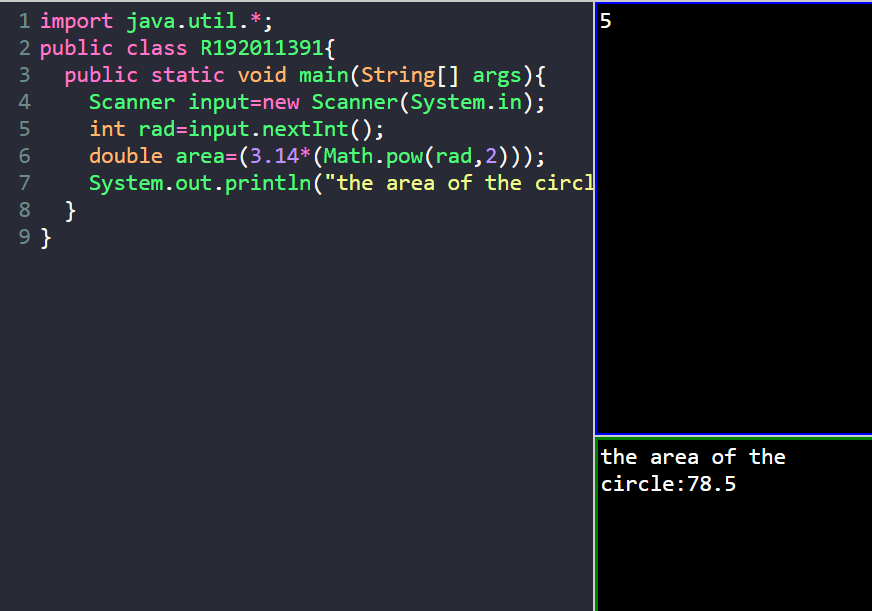 1 import java.util.*;
2 public class R192011391{
3   public static void main(String[] args){
4     Scanner input=new Scanner(System.in);
5     int rad=input.nextInt();
6     double area=(3.14*(Math.pow(rad,2)));
7     System.out.println("the area of the circl
8   }
9 }
5
the area of the
circle:78.5